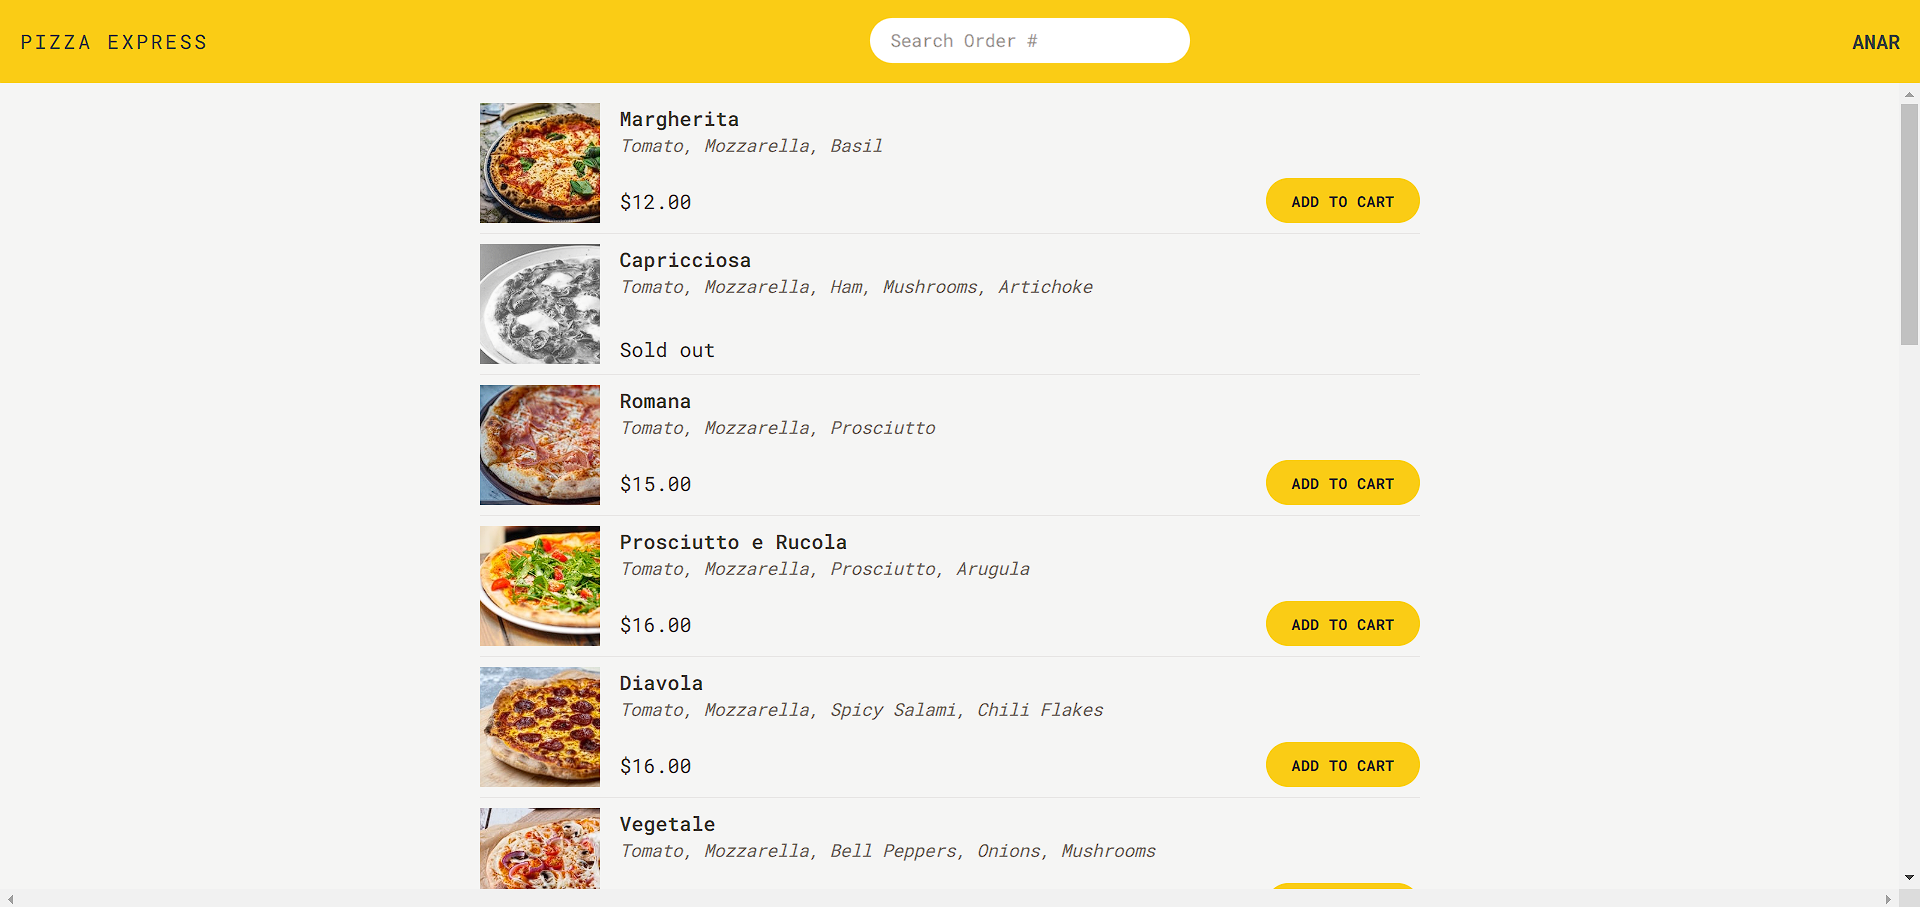 PIZZA EXPRESS
Search Order #
ANAR
Margherita
Tomato, Mozzarella, Basil
$12.00
ADD TO CART
Capricciosa
Tomato, Mozzarella, Ham, Mushrooms, Artichoke
Sold out
Romana
Tomato, Mozzarella, Prosciutto
$15.00
ADD TO CART
Prosciutto e Rucola
Tomato, Mozzarella, Prosciutto, Arugula
$16.00
ADD TO CART
Diavola
Tomato, Mozzarella, Spicy Salami, Chili Flakes
$16.00
ADD TO CART
Vegetale
Tomato, Mozzarella, Bell Peppers, Onions, Mushrooms